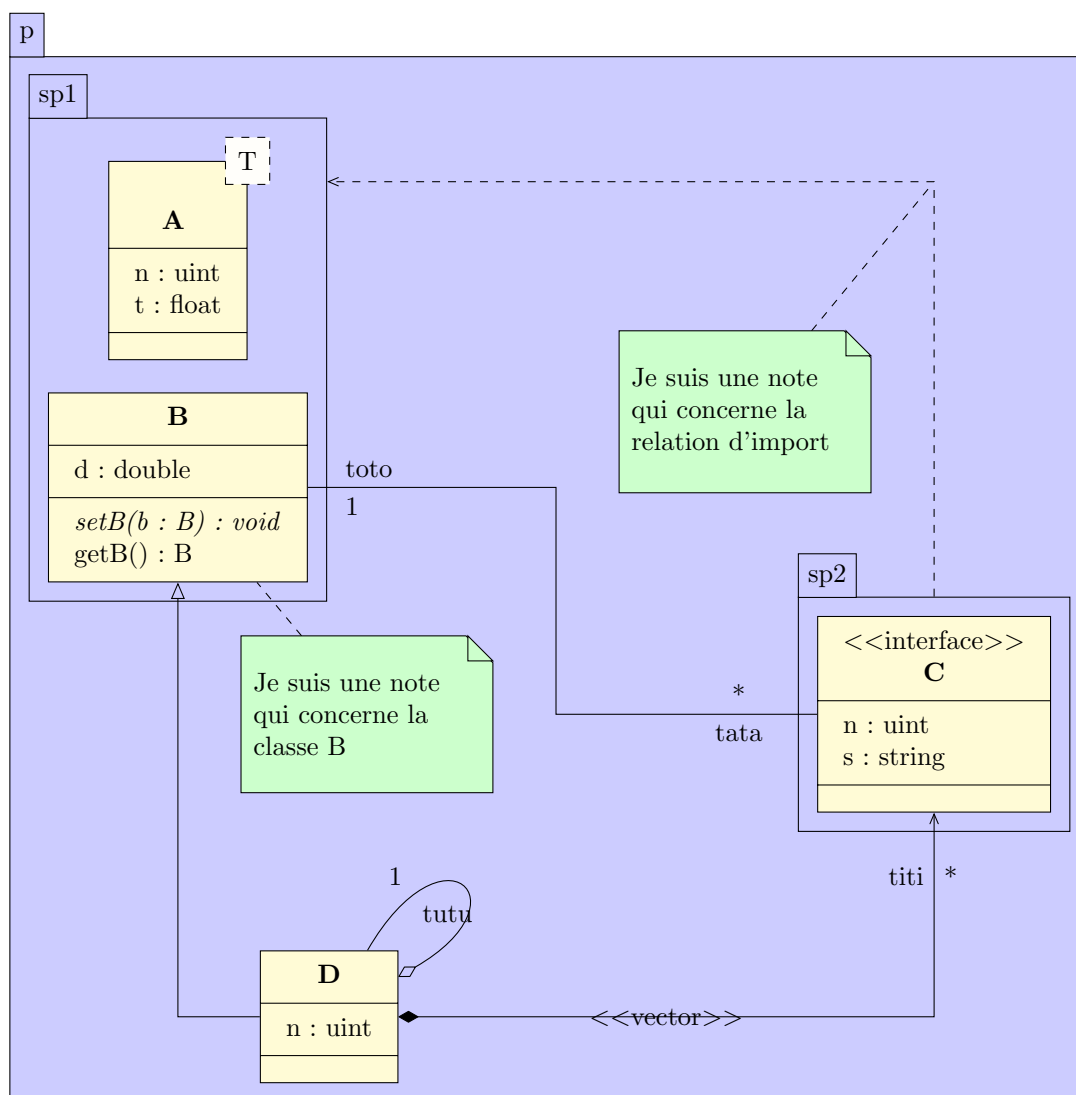 p
sp1
T
A
n : uint
t : float
B
d : double
setB(b : B) : void
getB() : B
toto
1
Je suis une note
qui concerne la
relation d'import
sp2
<<interface>>
C
n : uint
s : string
*
tata
Je suis une note
qui concerne la
classe B
titi
*
1
tutu
D
n : uint
<<vector>>